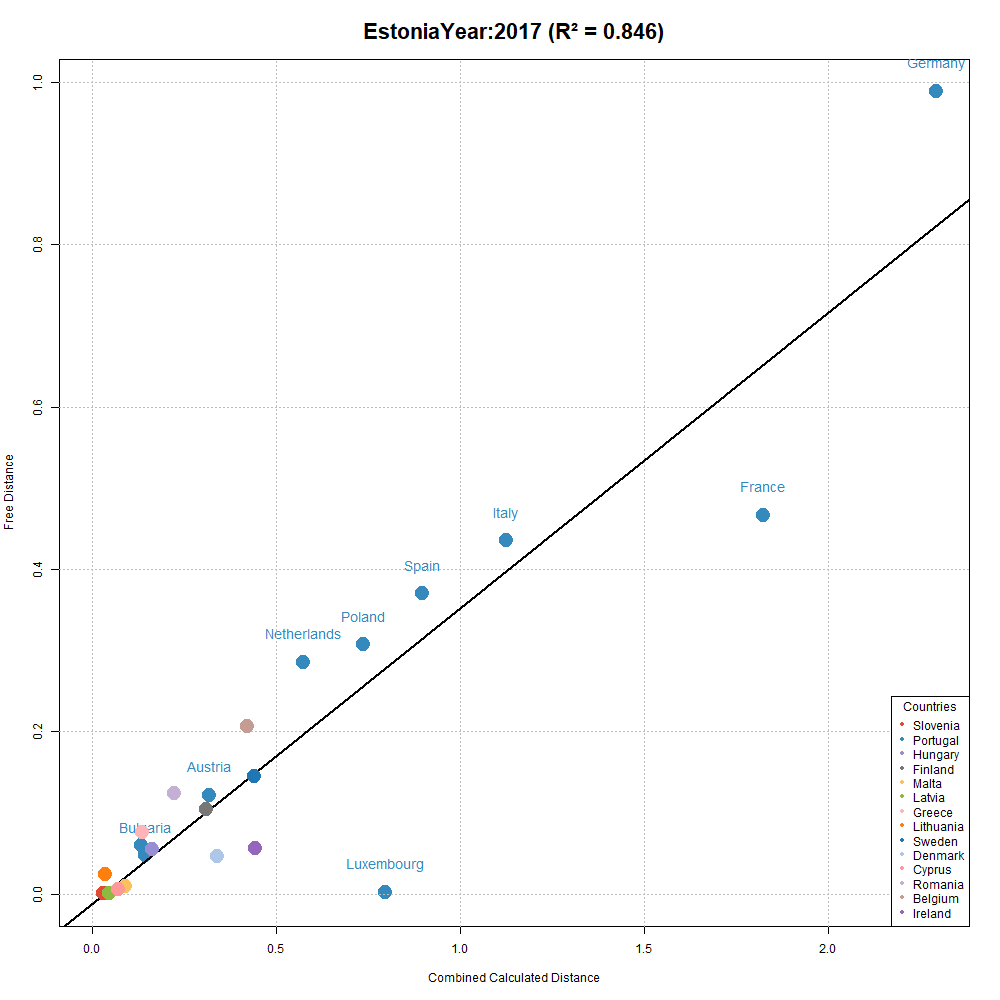 EstoniaYear:2017 (R² = 0.846)
Germany
France
Italy
Spain
Poland
Netherlands
Austria
Bulgaria
Luxembourg
Free Distance
1.0
0.8
0.6
0.4
0.2
0.0
0.0 0.5 1.0 1.5 2.0
Combined Calculated Distance
Countries
Slovenia
Portugal
Hungary
Finland
Malta
Latvia
Greece
Lithuania
Sweden
Denmark
Cyprus
Romania
Belgium
Ireland